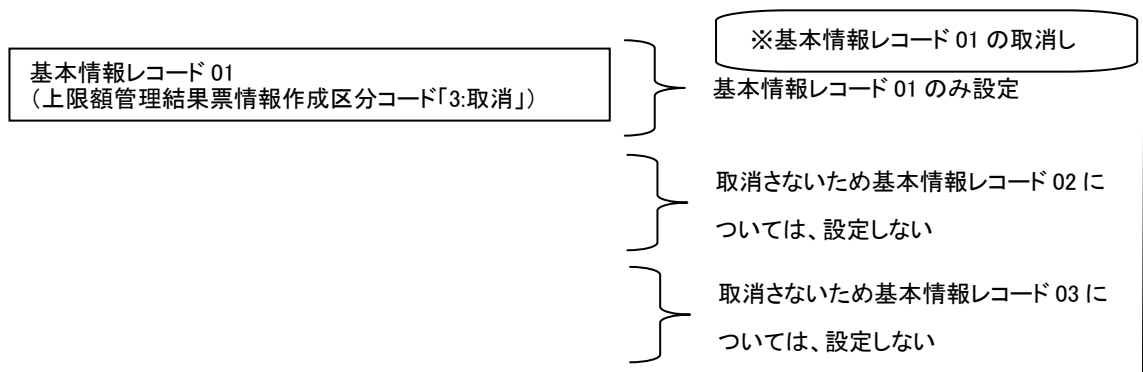 ※基本情報レコード 01 の取消し
基本情報レコード 01
（上限額管理結果票情報作成区分コード「3:取消」）
基本情報レコード 01 のみ設定
取消さないため基本情報レコード 02 に
ついては、設定しない
取消さないため基本情報レコード 03 に
ついては、設定しない